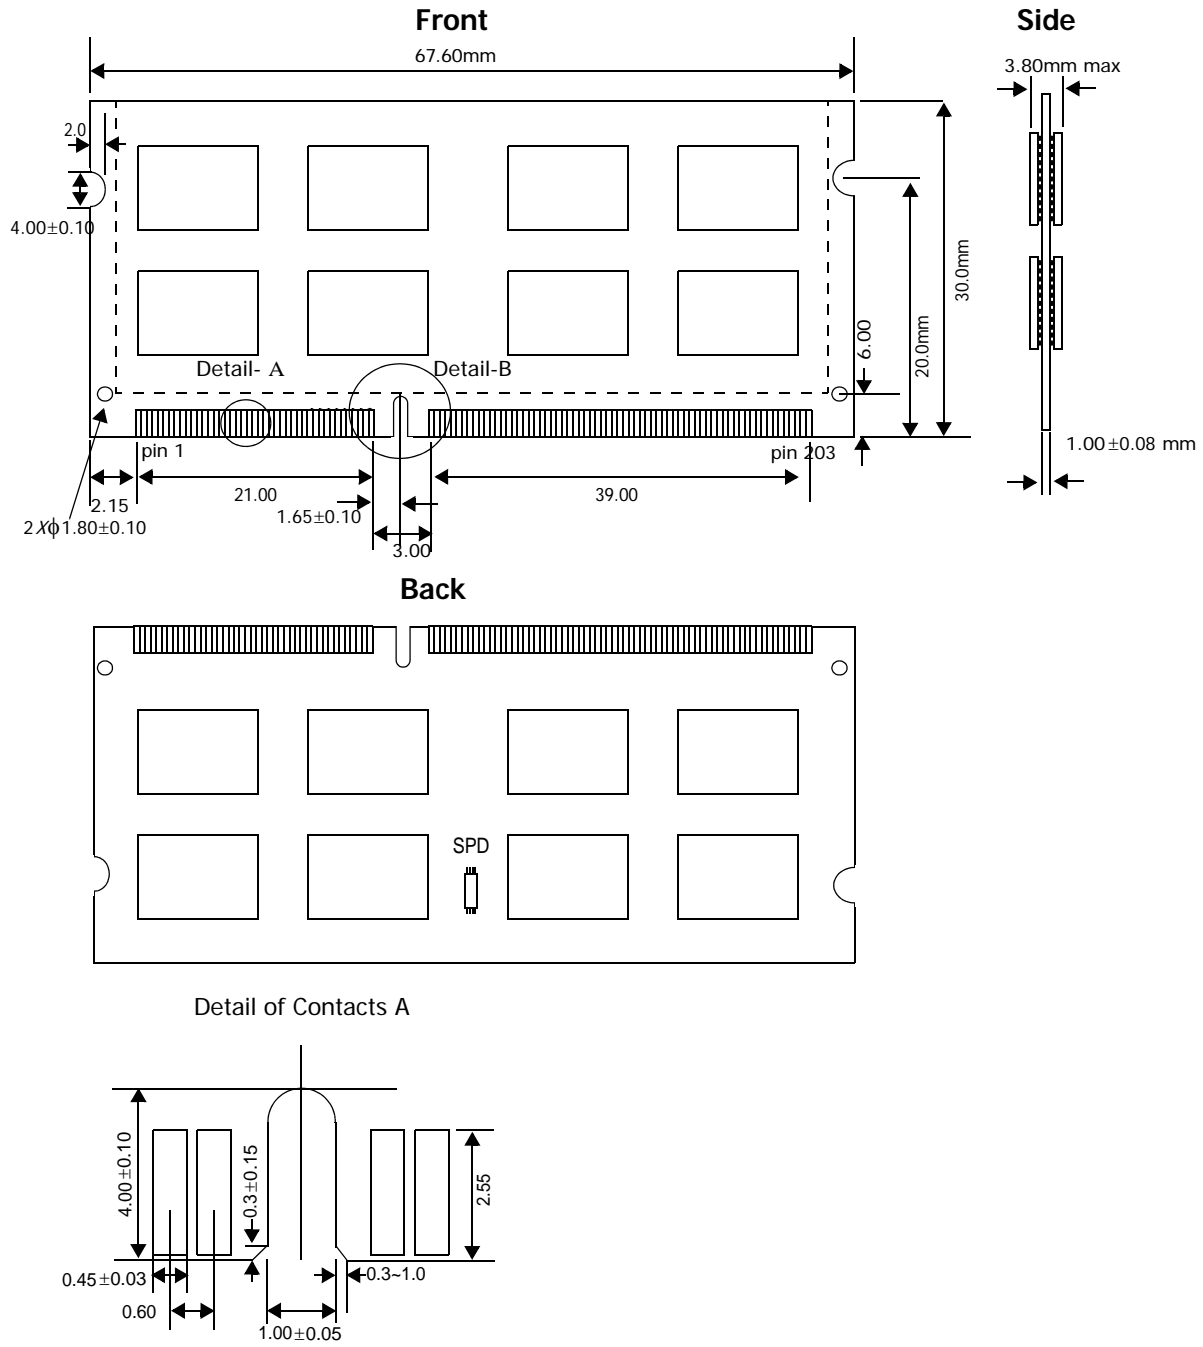 Front
Side
67.60mm
3.80mm max
2.0
4.00±0.10
30.0mm
20.0mm
6.00
Detail- A
Detail-B
pin 1
pin 203
1.00±0.08 mm
2.15
21.00
39.00
1.65±0.10
2Xϕ1.80±0.10
3.00
Back
SPD
Detail of Contacts A
4.00±0.10
0.3±0.15
2.55
0.45±0.03
0.3~1.0
0.60
1.00±0.05